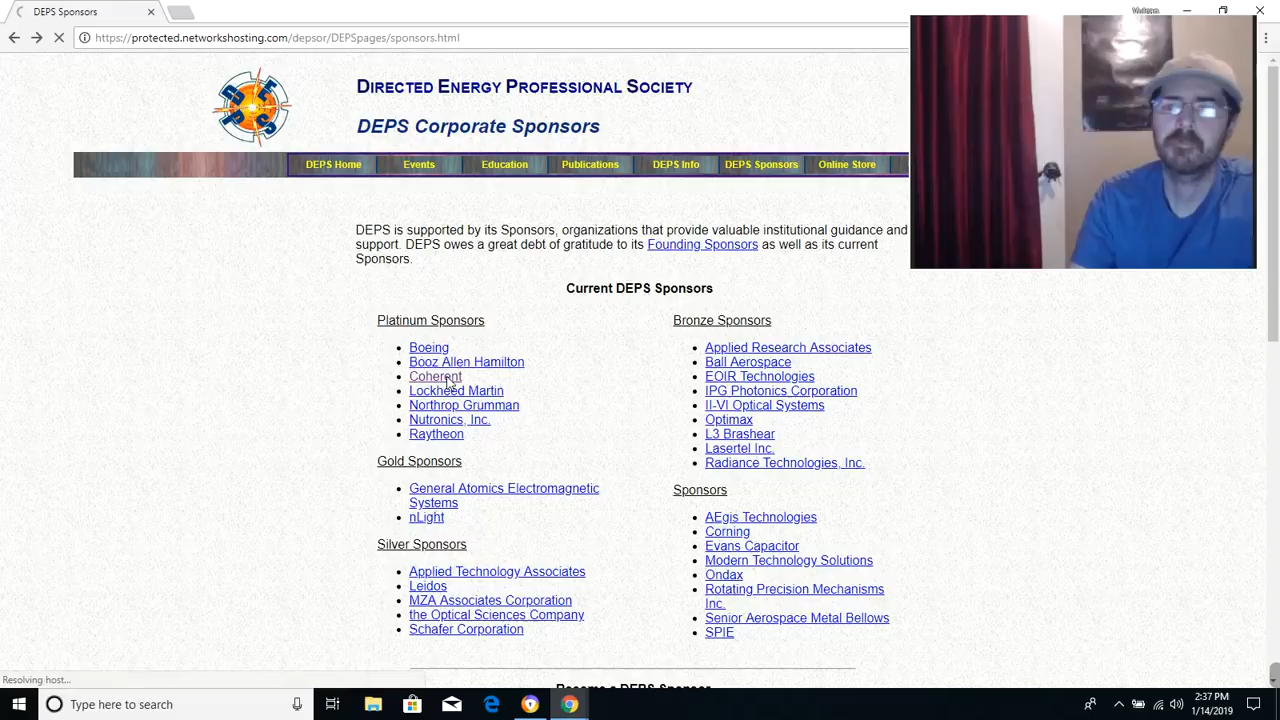 DEPS Sponsors
https://protected.networkshosting.com/depsor/DEPSpages/sponsors.html
DIRECTED ENERGY PROFESSIONAL SOCIETY
DEPS Corporate Sponsors
DEPS Home Events Education Publications DEPS Info DEPS Sponsors Online Store
DEPS is supported by its Sponsors, organizations that provide valuable institutional guidance and
support. DEPS owes a great debt of gratitude to its Founding Sponsors as well as its current
Sponsors.
Current DEPS Sponsors
Platinum Sponsors
Boeing
Booz Allen Hamilton
Coherent
Lockheed Martin
Northrop Grumman
Nutronics, Inc.
Raytheon
Gold Sponsors
General Atomics Electromagnetic
Systems
nLight
Silver Sponsors
Applied Technology Associates
Leidos
MZA Associates Corporation
the Optical Sciences Company
Schafer Corporation
Bronze Sponsors
Applied Research Associates
Ball Aerospace
EOIR Technologies
IPG Photonics Corporation
II-VI Optical Systems
Optimax
L3 Brashear
Lasertel Inc.
Radiance Technologies, Inc.
Sponsors
AEgis Technologies
Corning
Evans Capacitor
Modern Technology Solutions
Ondax
Rotating Precision Mechanisms
Inc.
Senior Aerospace Metal Bellows
SPIE
Become a DEPS Sponsor
Resolving host...
Type here to search
2:37 PM
1/14/2019